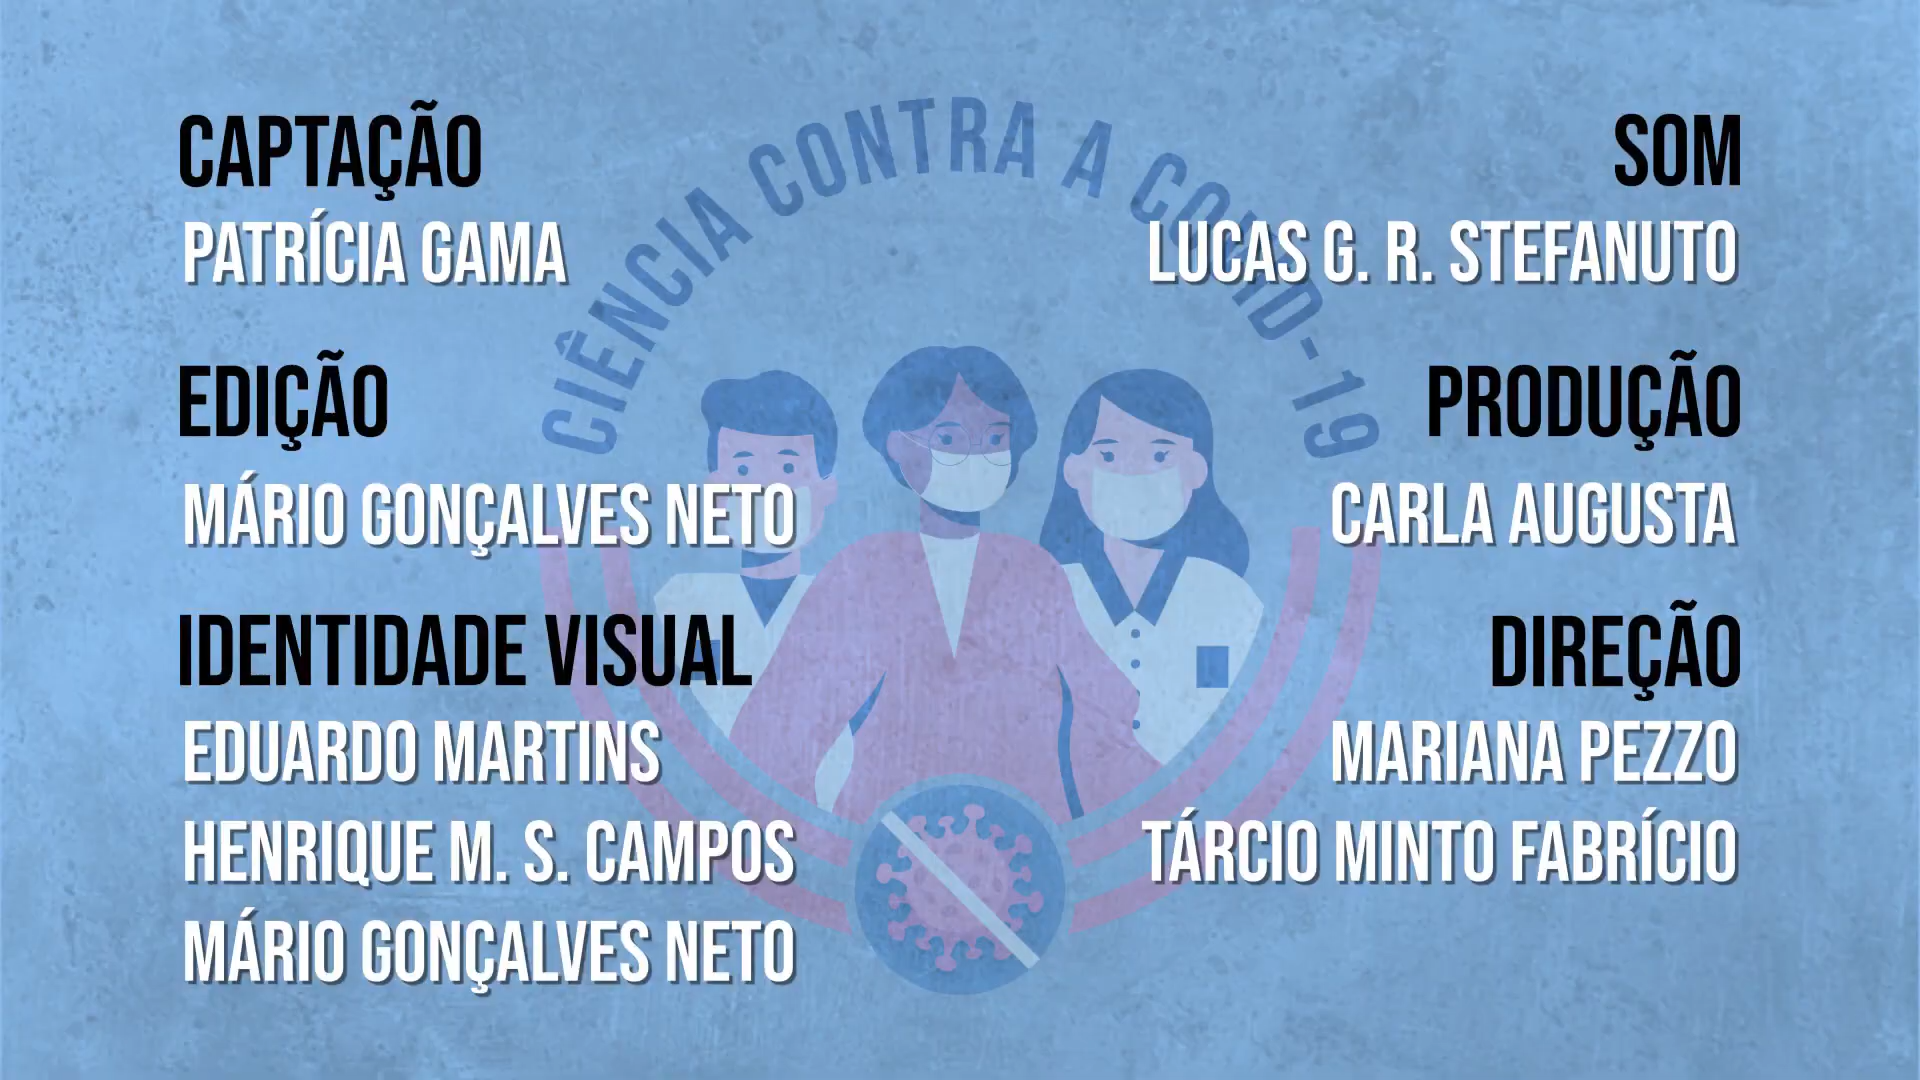 CIÊNCIA CONTRA A COVID-19
CAPTAÇÃO
PATRÍCIA GAMA
EDIÇÃO
MÁRIO GONÇALVES NETO
IDENTIDADE VISUAL
EDUARDO MARTINS
HENRIQUE M. S. CAMPOS
MÁRIO GONÇALVES NETO
SOM
LUCAS G. R. STEFANUTO
PRODUÇÃO
CARLA AUGUSTA
DIREÇÃO
MARIANA PEZZO
TÁRCIO MINTO FABRÍCIO